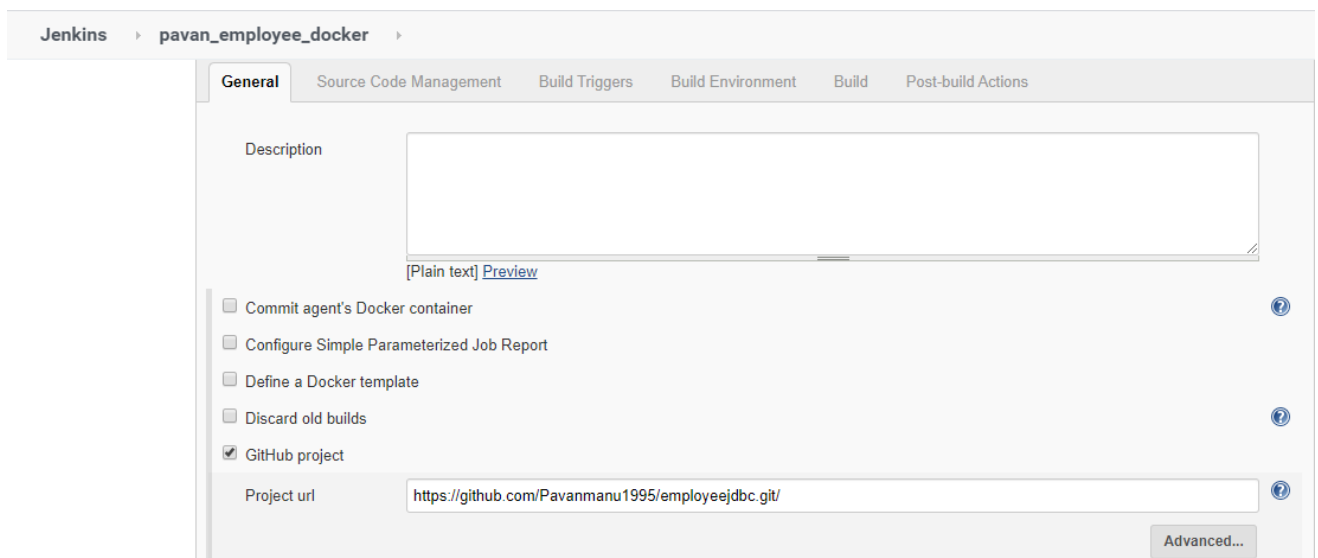 Jenkins pavan_employee_docker
General Source Code Management Build Triggers Build Environment Build Post-build Actions
Description
[Plain text] Preview
Commit agent's Docker container
Configure Simple Parameterized Job Report
Define a Docker template
Discard old builds
GitHub project
Project url https://github.com/Pavanmanu1995/employeejdbc.git/
Advanced...